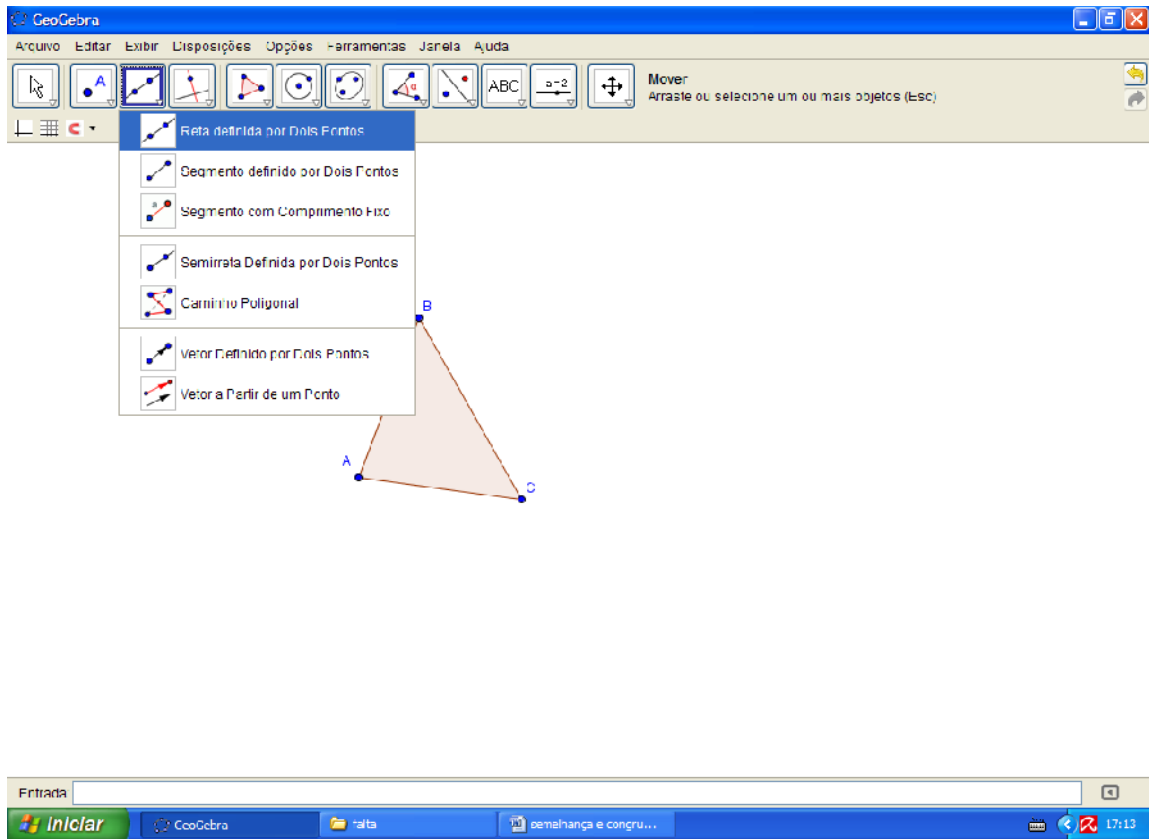 GeoGebra
Arquivo Editar Exibir Disposições Opções Ferramentas Janela Ajuda
A
ABC
a=2
Mover
Arraste ou selecione um ou mais objetos (Esc)
Reta definida por Dois Pontos
Segmento definido por Dois Pontos
Segmento com Comprimento Fixo
Semirreta Definida por Dois Pontos
Caminho Poligonal
Vetor Definido por Dois Pontos
Vetor a Partir de um Ponto
B
A
C
Entrada:
Iniciar GeoGebra falta semelhança e congru... 17:13